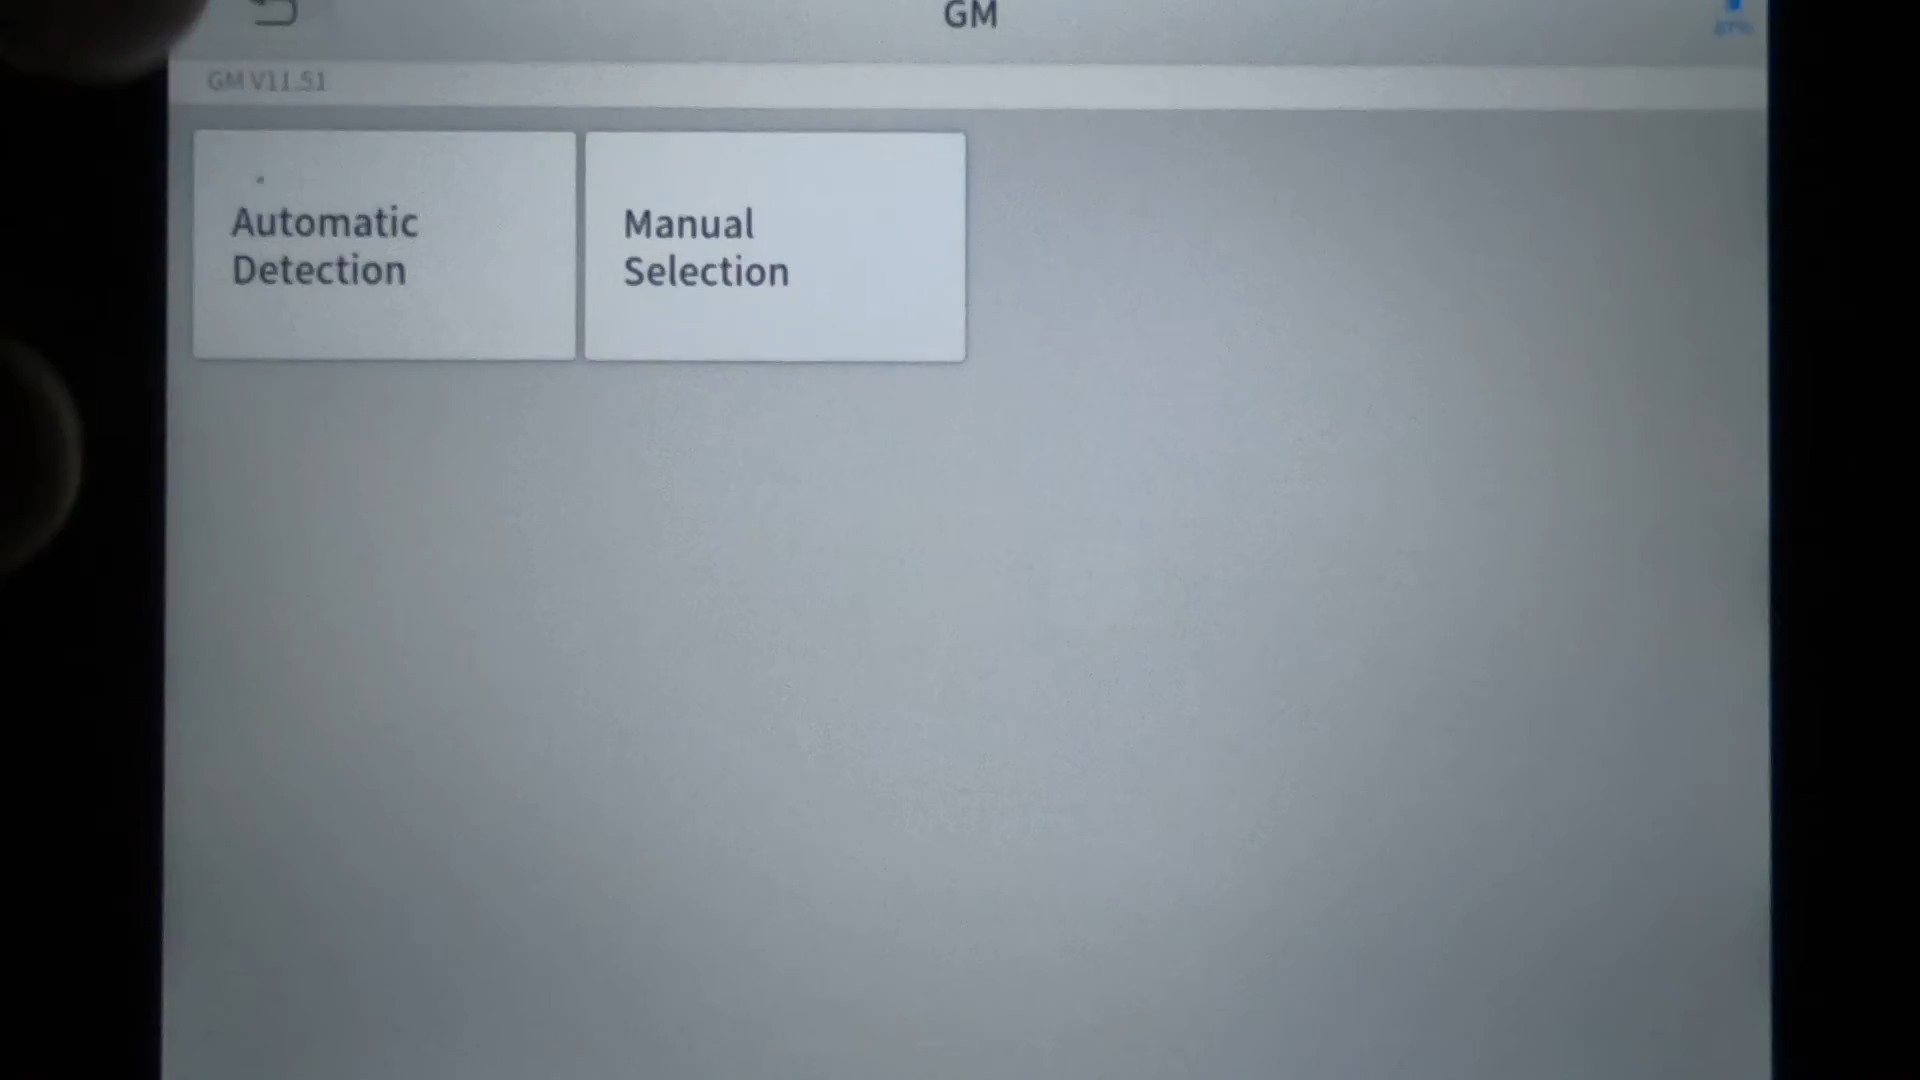 GM
GM V11.51
Automatic
Detection
Manual
Selection